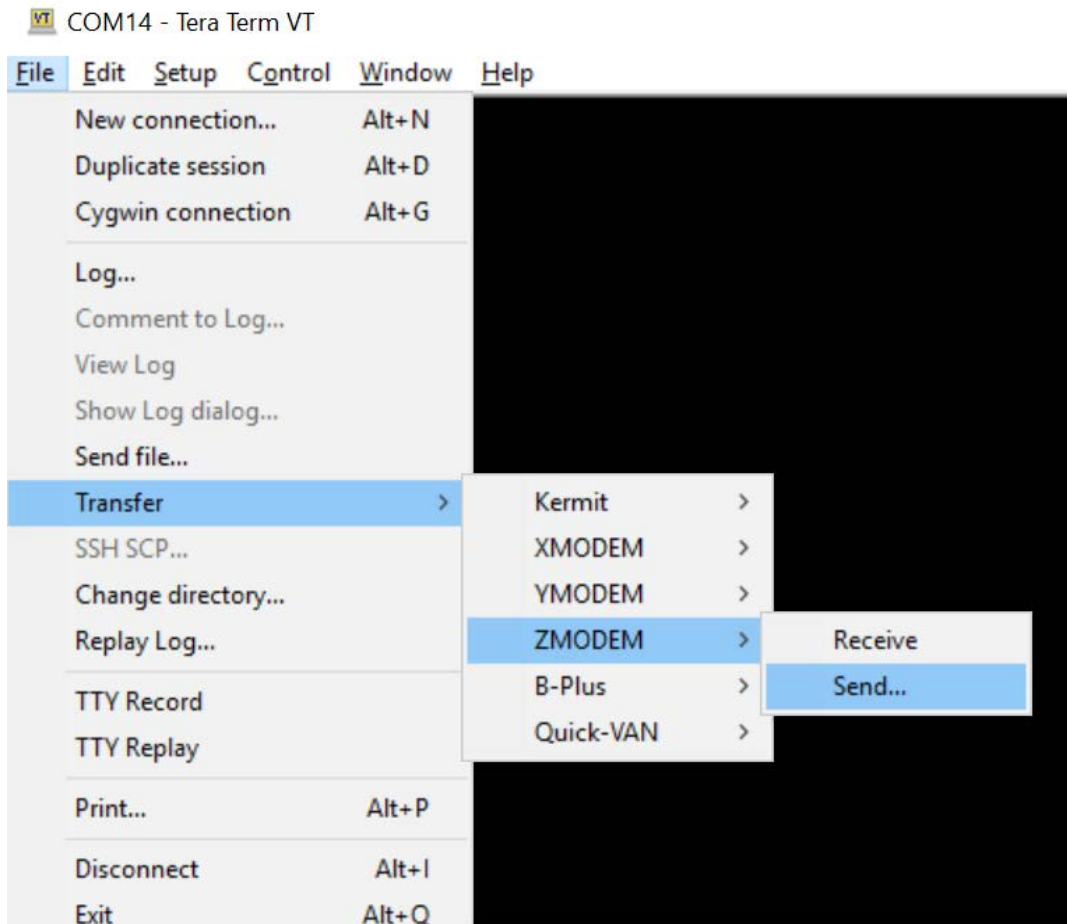 VT COM14 - Tera Term VT
File Edit Setup Control Window Help
New connection... Alt+N
Duplicate session Alt+D
Cygwin connection Alt+G
Log...
Comment to Log...
View Log
Show Log dialog...
Send file...
Transfer >
Kermit >
SSH SCP...
XMODEM >
Change directory...
YMODEM >
Replay Log...
ZMODEM >
Receive
TTY Record
B-Plus >
Send...
TTY Replay
Quick-VAN >
Print... Alt+P
Disconnect Alt+I
Exit Alt+Q